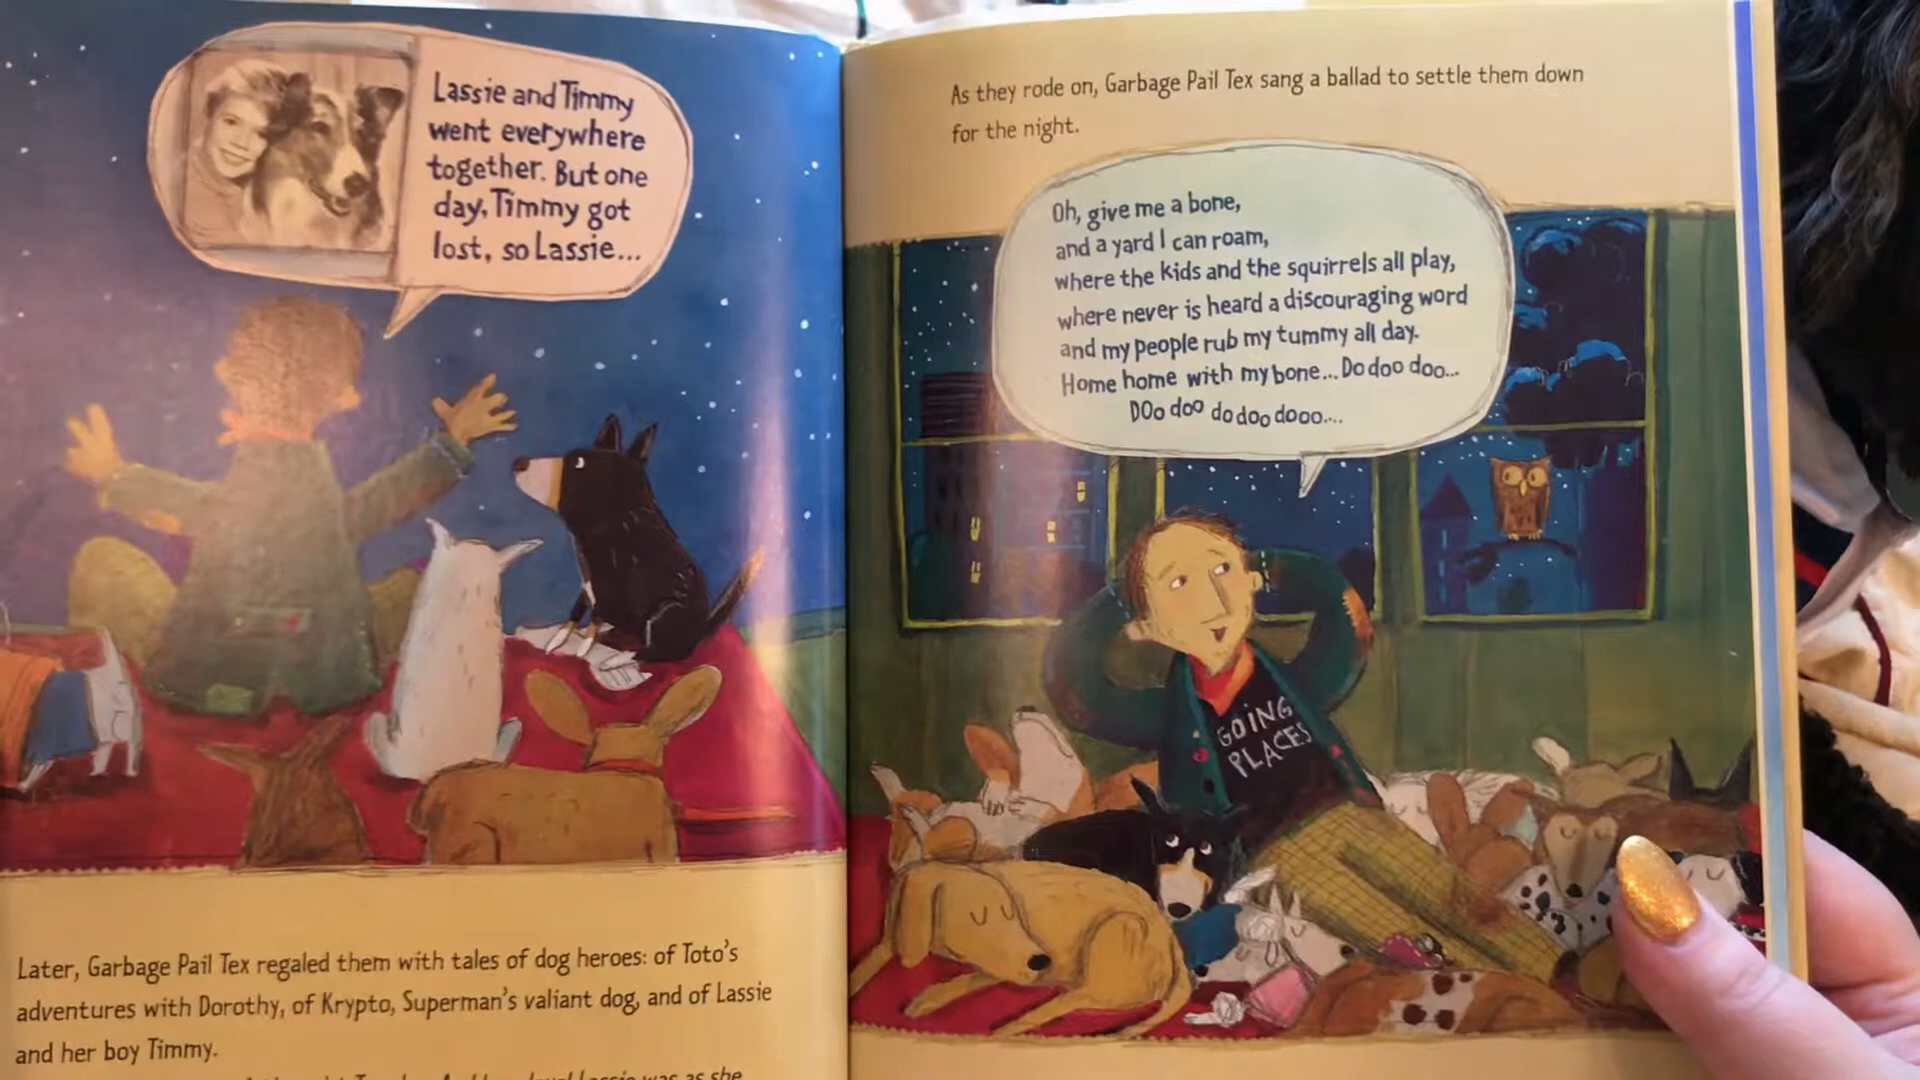 Lassie and Timmy
went everywhere
together. But one
day, Timmy got
lost, so Lassie...
Later, Garbage Pail Tex regaled them with tales of dog heroes: of Toto's
adventures with Dorothy, of Krypto, Superman's valiant dog, and of Lassie
and her boy Timmy.
Lassie was as she
As they rode on, Garbage Pail Tex sang a ballad to settle them down
for the night.
Oh, give me a bone,
and a yard I can roam,
where the kids and the squirrels all play,
where never is heard a discouraging word
and my people rub my tummy all day.
Home home with my bone... Do doo doo...
DOo doo do doo dooo....
GOING
PLACES